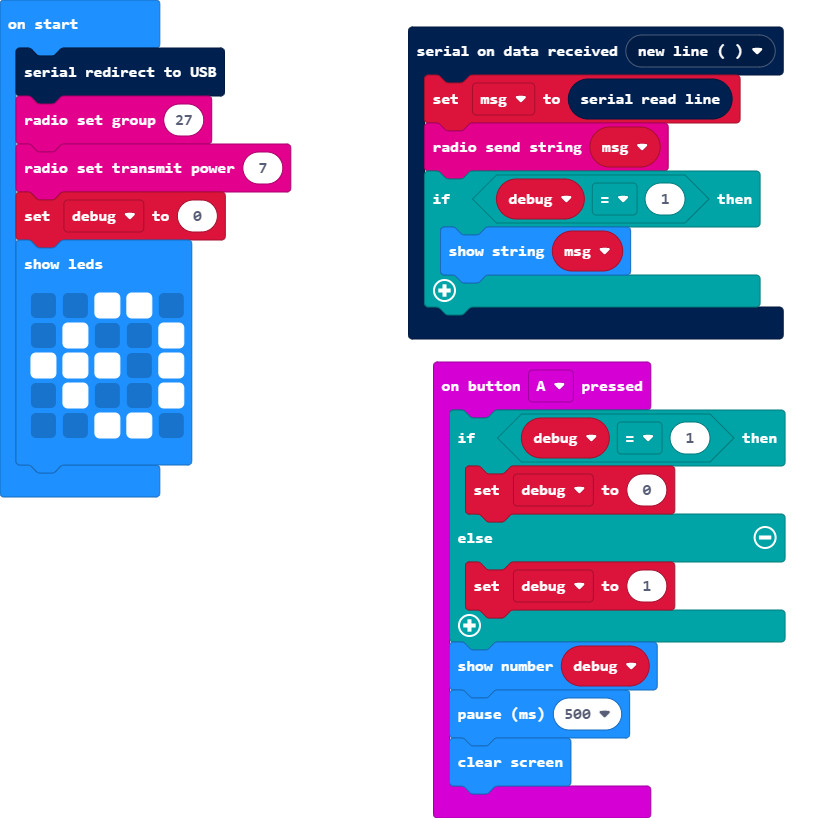 on start
serial redirect to USB
radio set group 27
radio set transmit power 7
set debug to 0
show leds
serial on data received new line ( )
set msg to serial read line
radio send string msg
if debug = 1 then
show string msg
on button A pressed
if debug = 1 then
set debug to 0
else
set debug to 1
show number debug
pause (ms) 500
clear screen